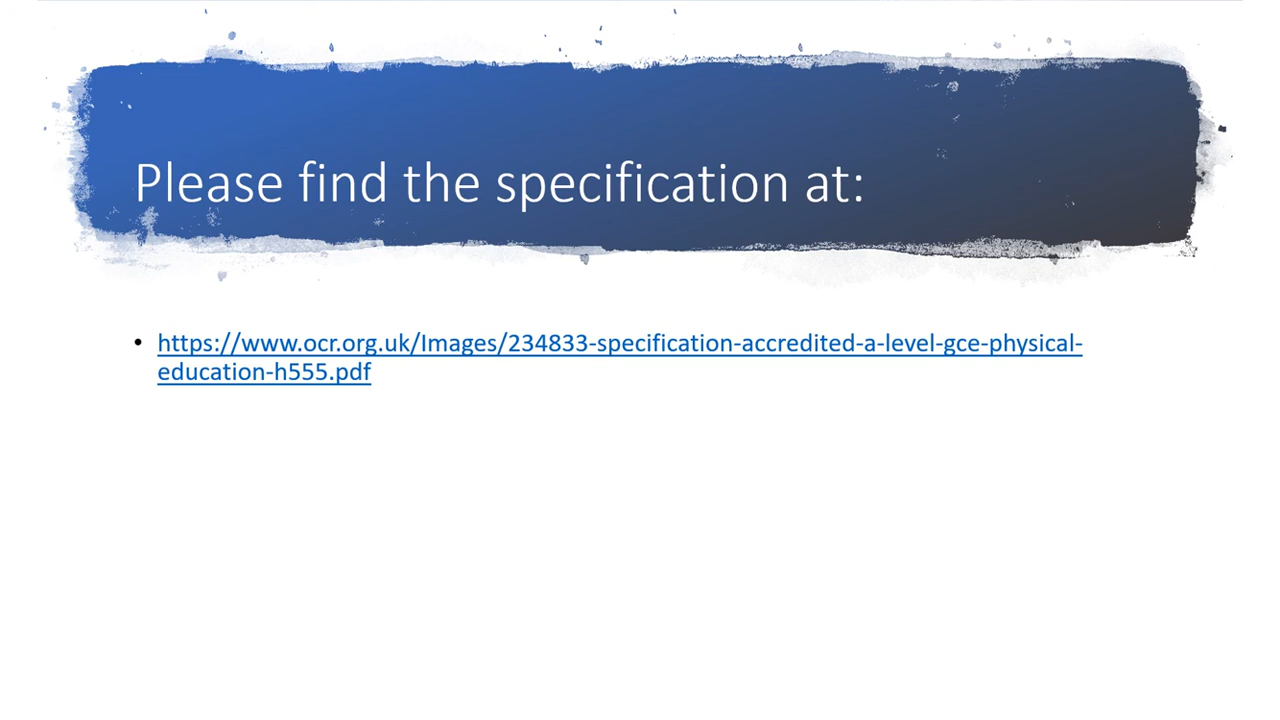 Please find the specification at:
• https://www.ocr.org.uk/Images/234833-specification-accredited-a-level-gce-physical-
education-h555.pdf